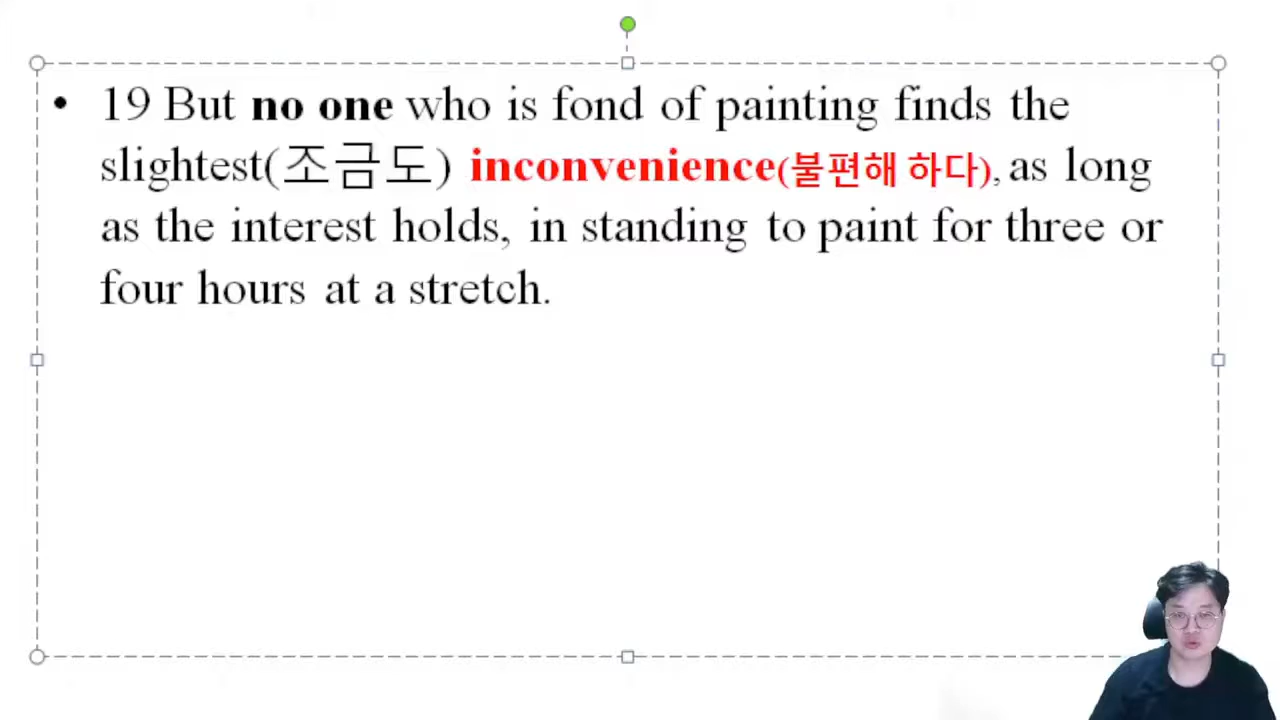 • 19 But no one who is fond of painting finds the
slightest(조금도) inconvenience(불편해 하다), as long
as the interest holds, in standing to paint for three or
four hours at a stretch.